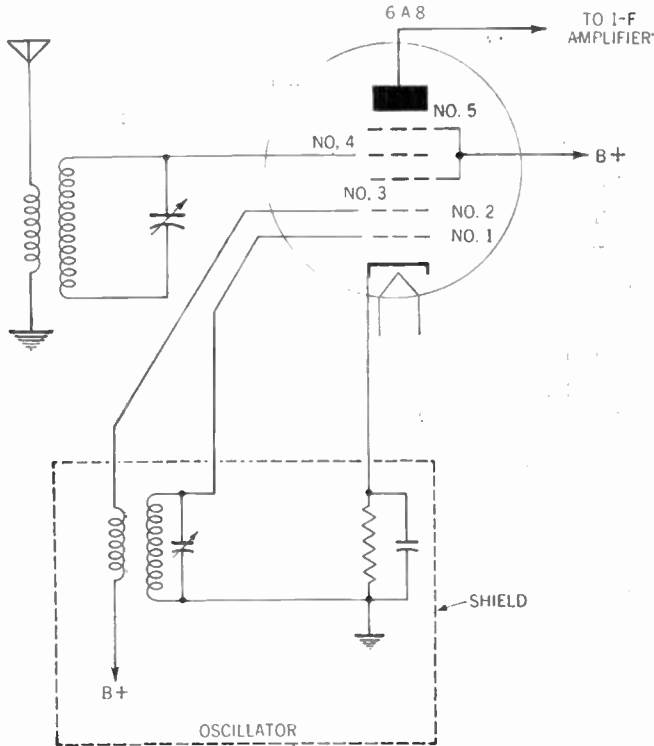 6A8
TO I-F
AMPLIFIER
NO. 5
NO. 4
B+
NO. 3
NO. 2
NO. 1
SHIELD
B+
OSCILLATOR